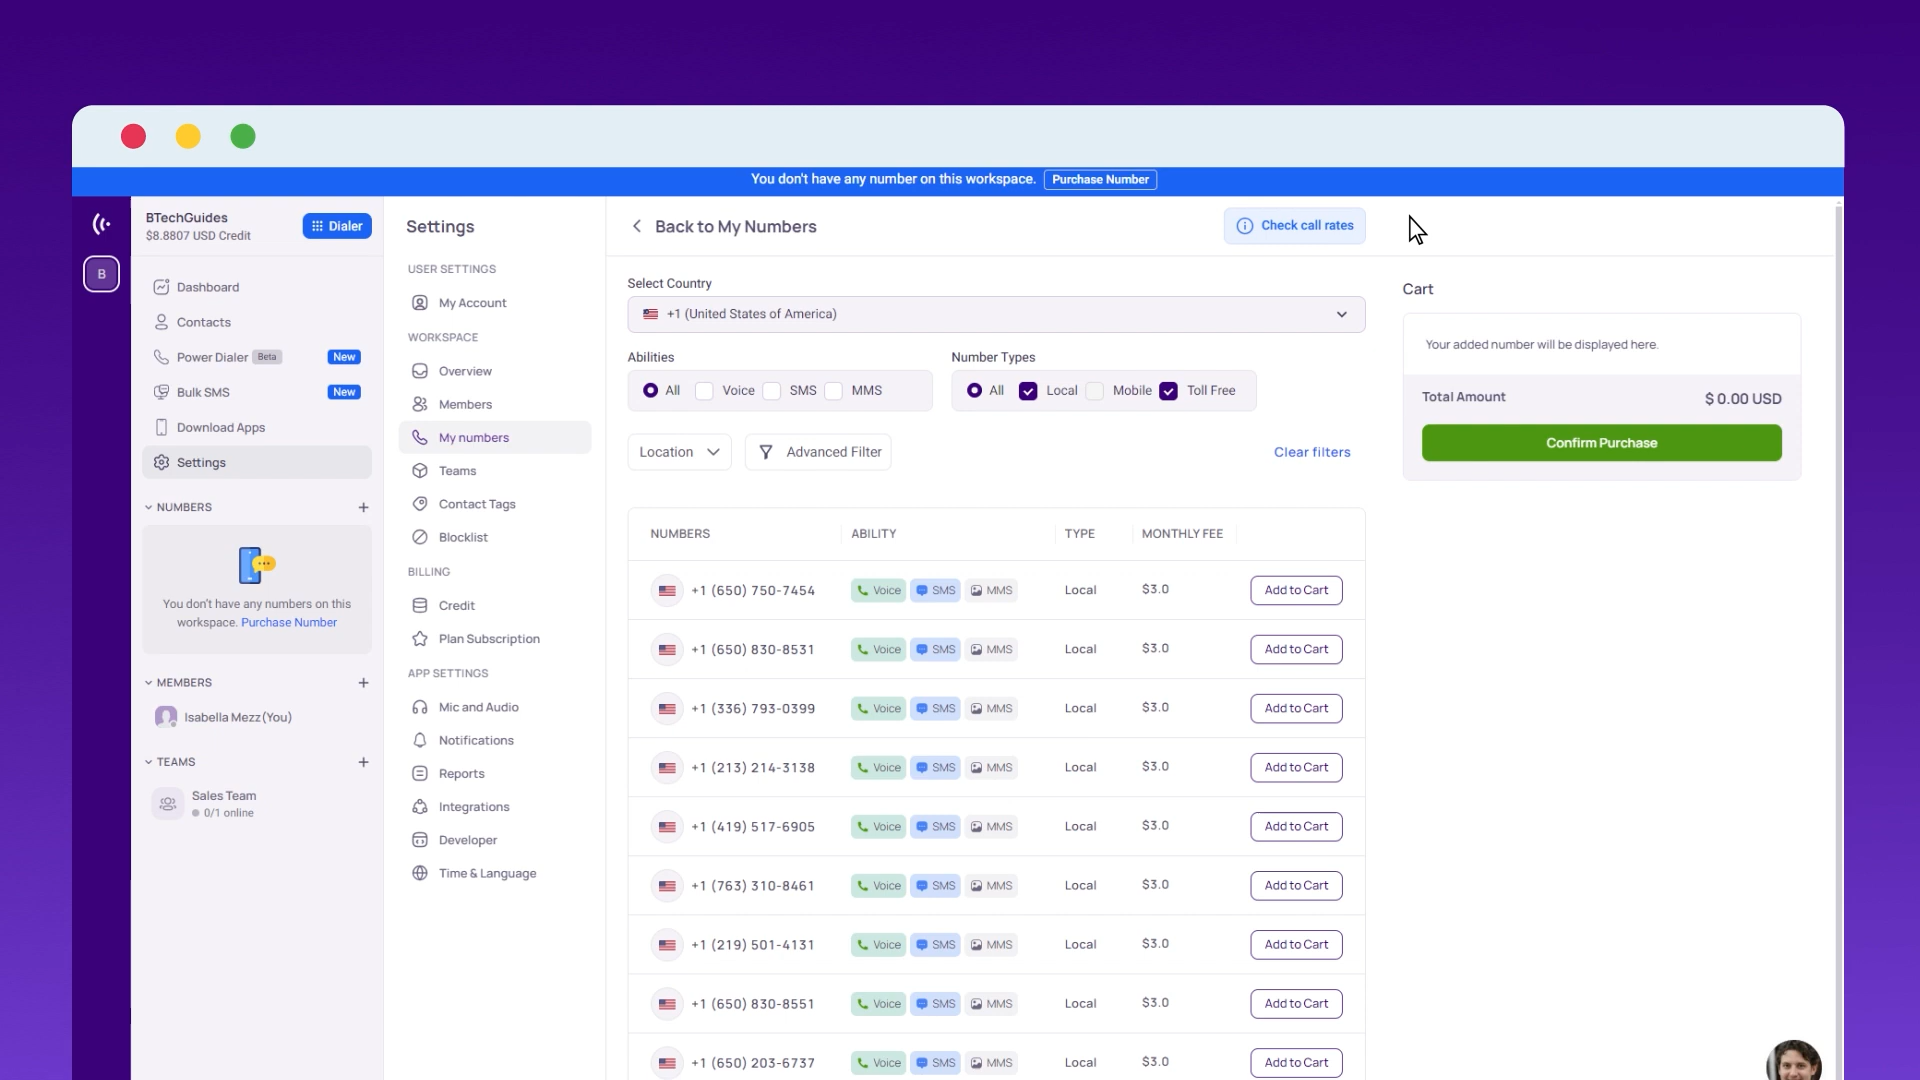 You don't have any number on this workspace. Purchase Number
BTechGuides
$8.8807 USD Credit
Dialer
B
Dashboard
Contacts
Power Dialer Beta New
Bulk SMS New
Download Apps
Settings
NUMBERS
You don't have any numbers on this
workspace. Purchase Number
MEMBERS
Isabella Mezz(You)
TEAMS
Sales Team
0/1 online
Settings
USER SETTINGS
My Account
WORKSPACE
Overview
Members
My numbers
Teams
Contact Tags
Blocklist
BILLING
Credit
Plan Subscription
APP SETTINGS
Mic and Audio
Notifications
Reports
Integrations
Developer
Time & Language
Back to My Numbers
Check call rates
Select Country
+1 (United States of America)
Abilities
All Voice SMS MMS
Number Types
All Local Mobile Toll Free
Location
Advanced Filter
Clear filters
NUMBERS ABILITY TYPE MONTHLY FEE
+1 (650) 750-7454 Voice SMS MMS Local $3.0 Add to Cart
+1 (650) 830-8531 Voice SMS MMS Local $3.0 Add to Cart
+1 (336) 793-0399 Voice SMS MMS Local $3.0 Add to Cart
+1 (213) 214-3138 Voice SMS MMS Local $3.0 Add to Cart
+1 (419) 517-6905 Voice SMS MMS Local $3.0 Add to Cart
+1 (763) 310-8461 Voice SMS MMS Local $3.0 Add to Cart
+1 (219) 501-4131 Voice SMS MMS Local $3.0 Add to Cart
+1 (650) 830-8551 Voice SMS MMS Local $3.0 Add to Cart
+1 (650) 203-6737 Voice SMS MMS Local $3.0 Add to Cart
Cart
Your added number will be displayed here.
Total Amount $ 0.00 USD
Confirm Purchase